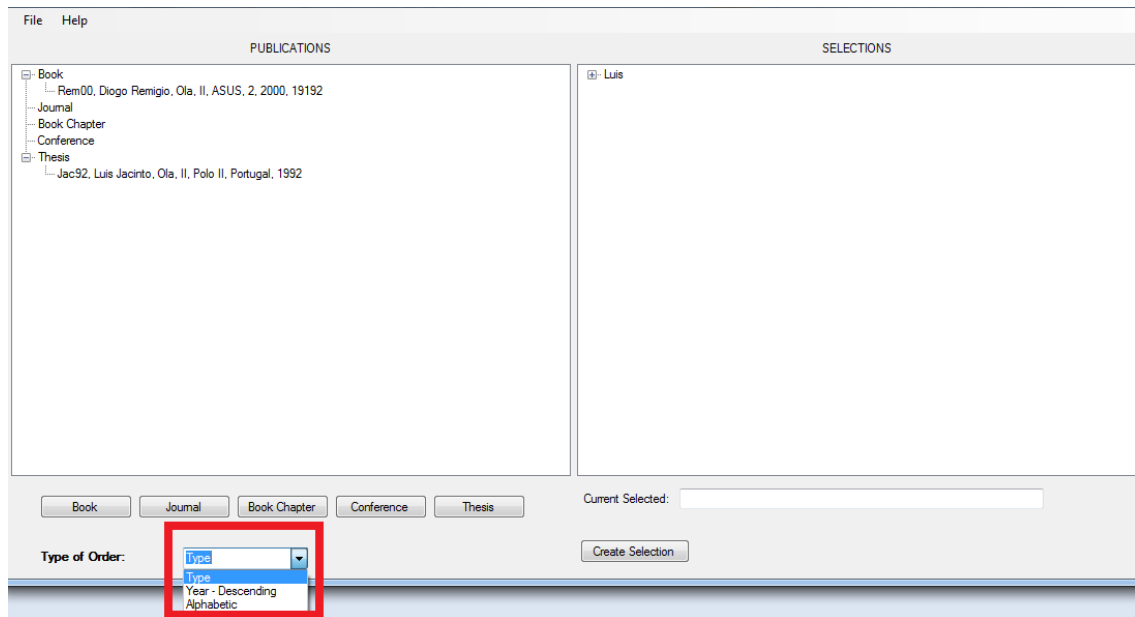 File Help
PUBLICATIONS
SELECTIONS
Book
Rem00, Diogo Remigio, Ola, II, ASUS, 2, 2000, 19192
Journal
Book Chapter
Conference
Thesis
Jac92, Luis Jacinto, Ola, II, Polo II, Portugal, 1992
Luis
Book Journal Book Chapter Conference Thesis
Current Selected:
Type of Order: Type
Type
Year - Descending
Alphabetic
Create Selection